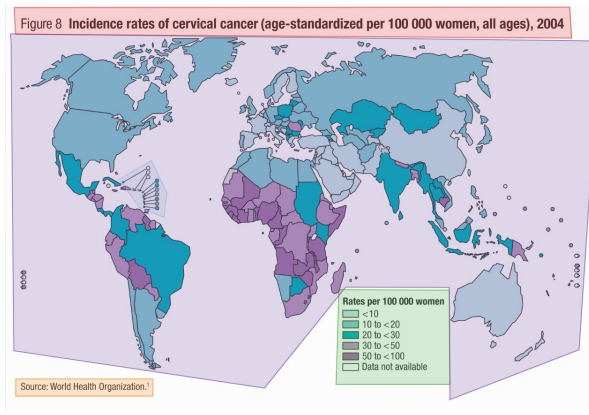 Figure 8 Incidence rates of cervical cancer (age-standardized per 100 000 women, all ages), 2004
Rates per 100 000 women
<10
10 to <20
20 to <30
30 to <50
50 to <100
Data not available
Source: World Health Organization.¹